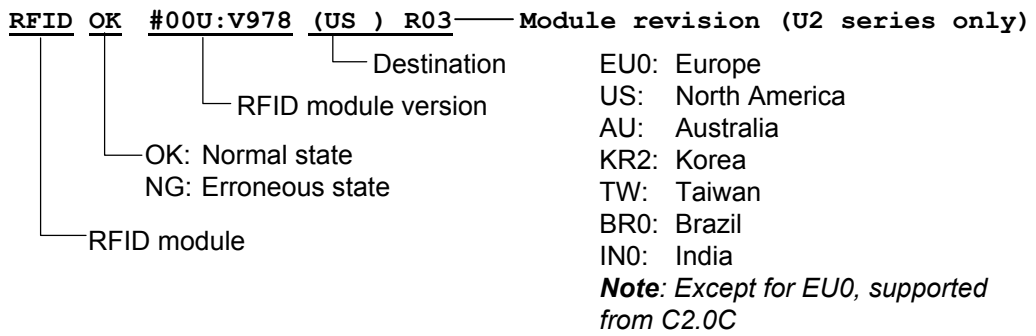 RFID OK #00U:V978 (US ) R03 Module revision (U2 series only)
Destination
RFID module version
OK: Normal state
NG: Erroneous state
RFID module
EU0: Europe
US: North America
AU: Australia
KR2: Korea
TW: Taiwan
BR0: Brazil
IN0: India
Note: Except for EU0, supported
from C2.0C